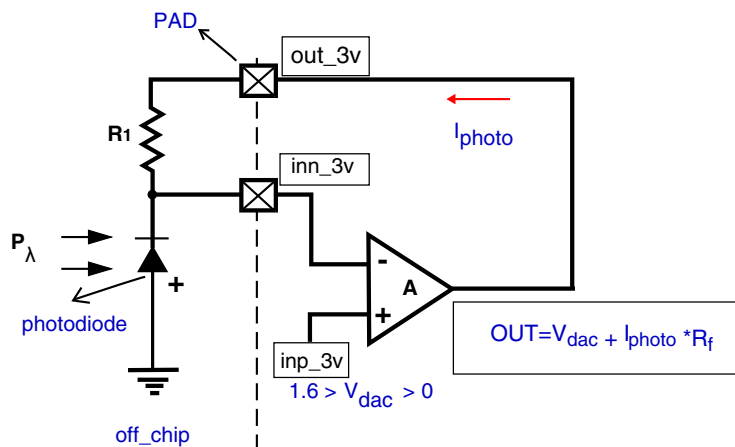 PAD
out_3v
R1
Iphoto
inn_3v
Pλ
-
A
+
+
photodiode
OUT=Vdac + Iphoto *Rf
inp_3v
1.6 > Vdac > 0
off_chip